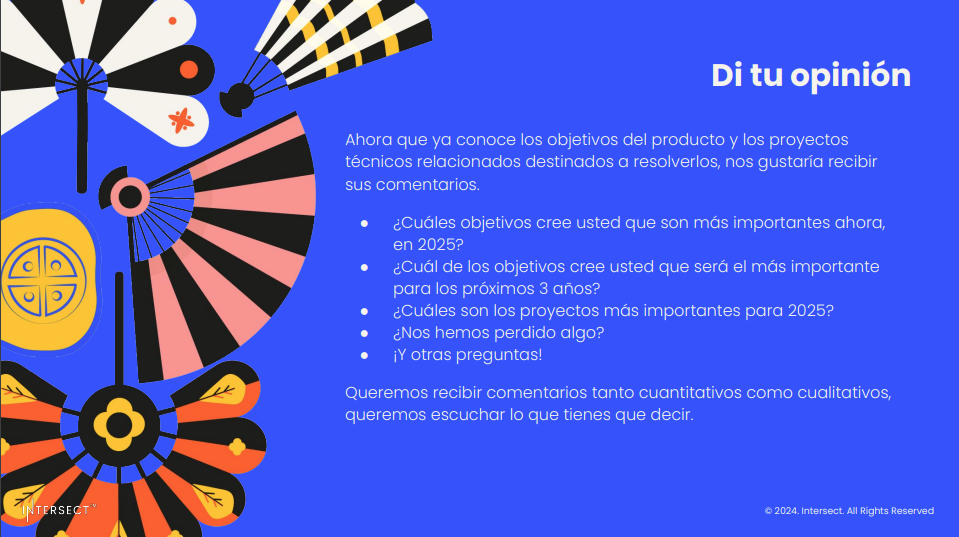 Di tu opinión
Ahora que ya conoce los objetivos del producto y los proyectos
técnicos relacionados destinados a resolverlos, nos gustaría recibir
sus comentarios.
● ¿Cuáles objetivos cree usted que son más importantes ahora,
en 2025?
● ¿Cuál de los objetivos cree usted que será el más importante
para los próximos 3 años?
● ¿Cuáles son los proyectos más importantes para 2025?
● ¿Nos hemos perdido algo?
● ¡Y otras preguntas!
Queremos recibir comentarios tanto cuantitativos como cualitativos,
queremos escuchar lo que tienes que decir.
INTERSECT
© 2024. Intersect. All Rights Reserved